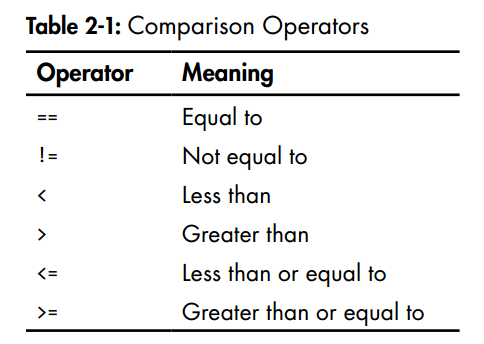 Table 2-1: Comparison Operators
Operator Meaning
== Equal to
!= Not equal to
< Less than
> Greater than
<= Less than or equal to
>= Greater than or equal to